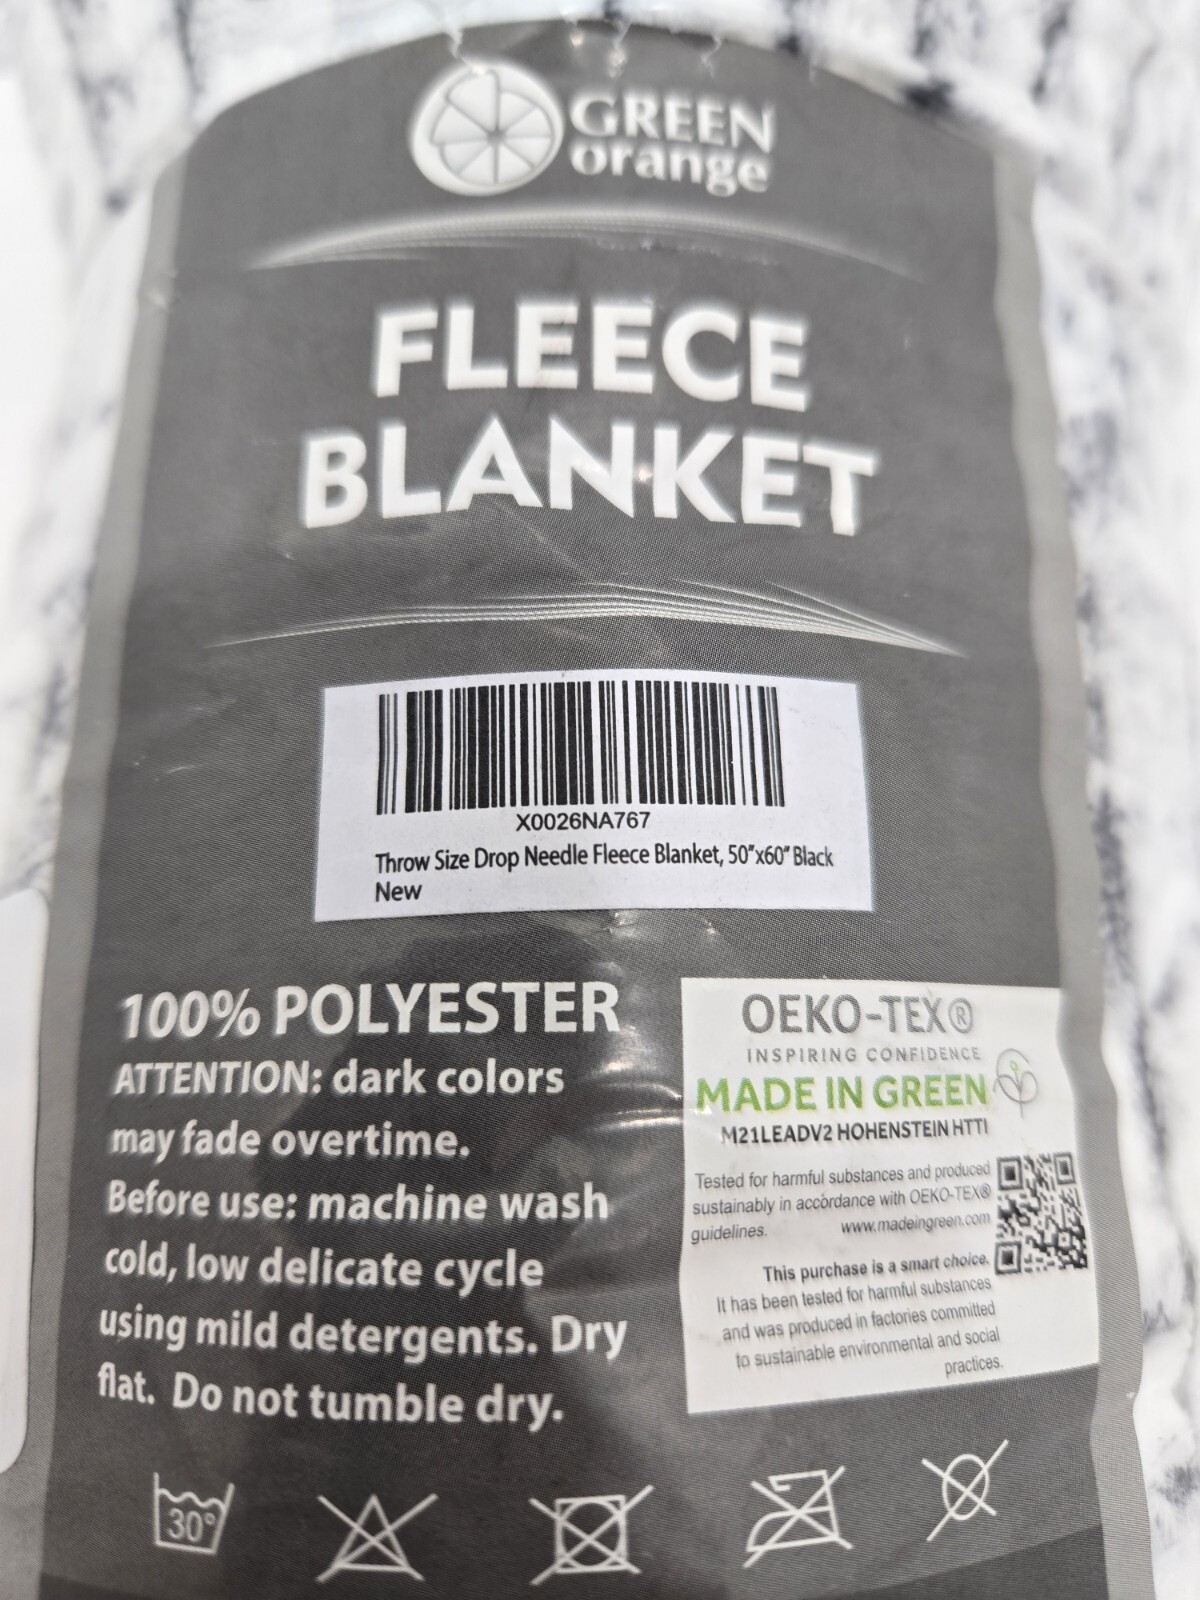 GREEN
orange
FLEECE
BLANKET
X0026NA767
Throw Size Drop Needle Fleece Blanket, 50"x60" Black
New
100% POLYESTER
ATTENTION: dark colors
may fade overtime.
Before use: machine wash
cold, low delicate cycle
using mild detergents. Dry
flat. Do not tumble dry.
OEKO-TEX®
INSPIRING CONFIDENCE
MADE IN GREEN
M21LEADV2 HOHENSTEIN HTTI
Tested for harmful substances and produced
sustainably in accordance with OEKO-TEX®
guidelines. www.madeingreen.com
This purchase is a smart choice.
It has been tested for harmful substances
and was produced in factories committed
to sustainable environmental and social
practices.
30°